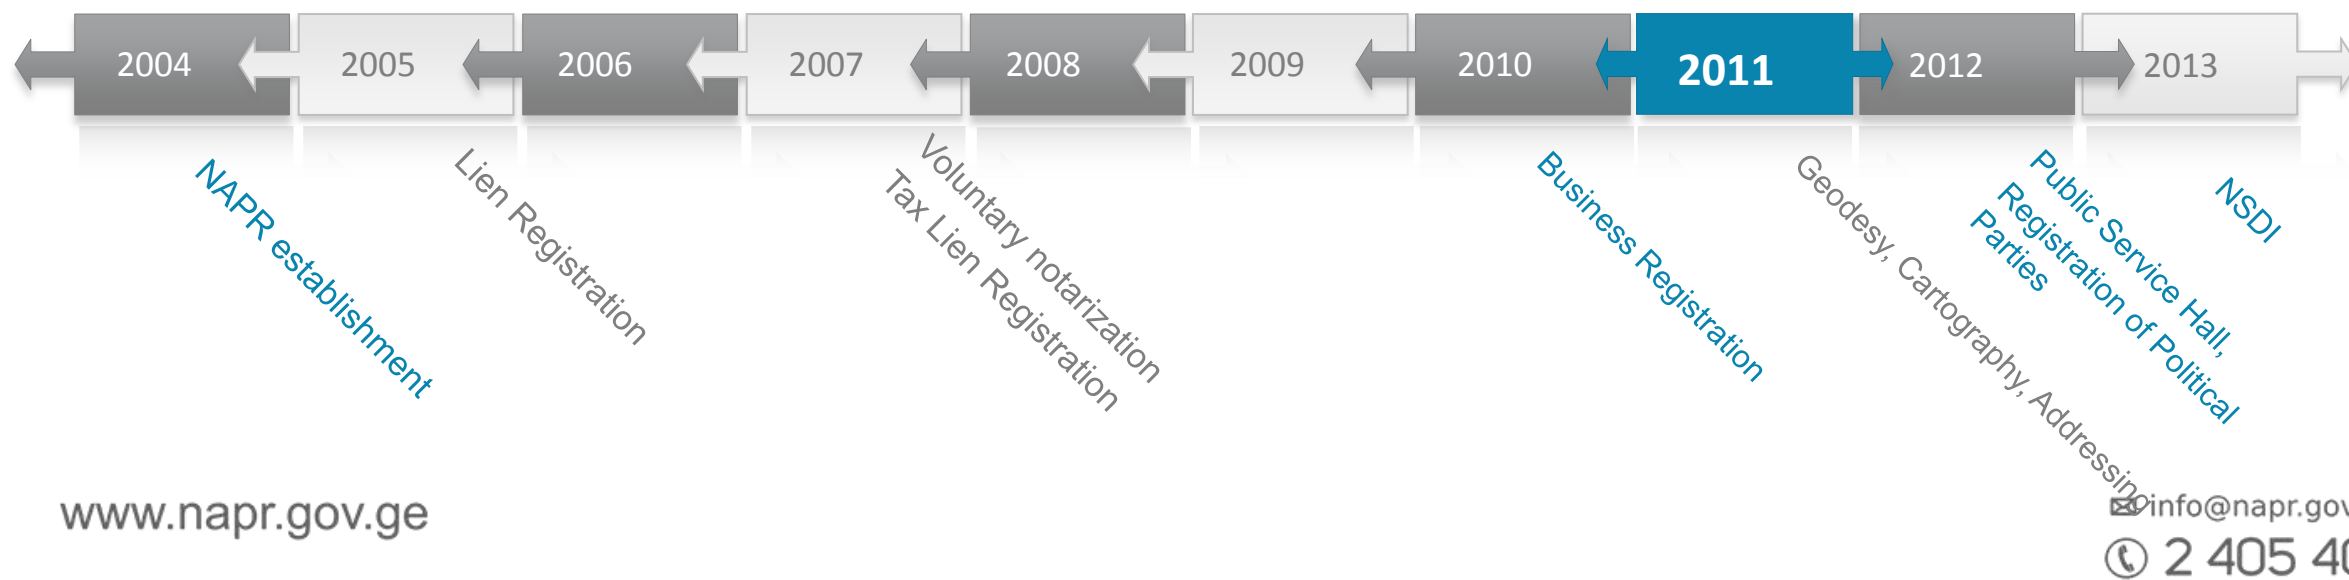 2004
2005
2006
2007
2008
2009
2010
2011
2012
2013
NAPR establishment
Lien Registration
Voluntary notarization
Tax Lien Registration
Business Registration
Geodesy, Cartography, Addressing
Public Service Hall,
Registration of Political
Parties
NSDI
www.napr.gov.ge
info@napr.gov
2 405 40